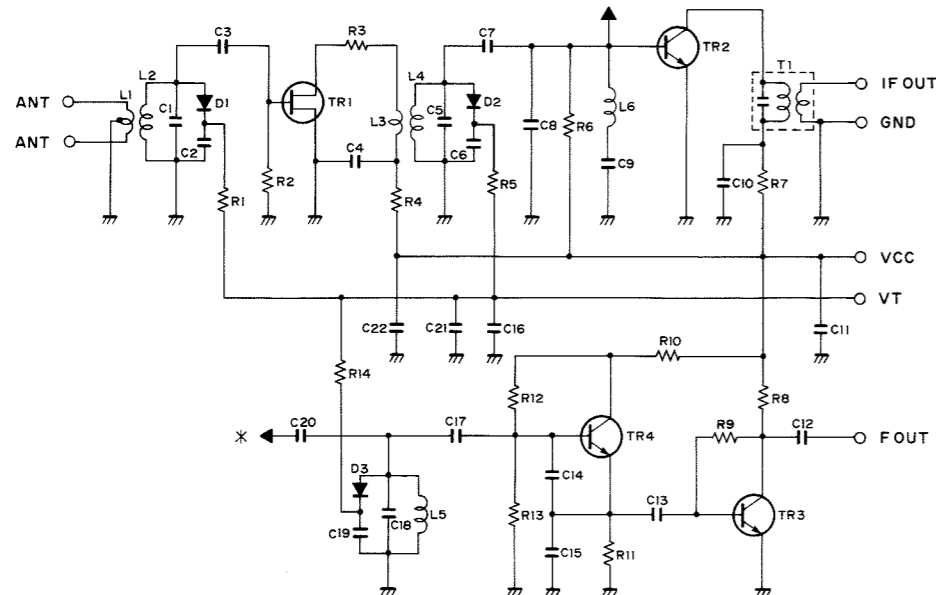 ANT
ANT
L1
L2
C1
C2
C3
D1
R1
R2
TR1
R3
C4
L3
R4
L4
C5
C6
C7
D2
R5
C8
R6
L6
C9
TR2
T1
C10
R7
IF OUT
GND
VCC
VT
C11
C22
C21
C16
R14
R10
R12
R8
*
C20
C17
TR4
R9
C12
F OUT
D3
C19
C18
L5
C14
R13
C15
C13
R11
TR3